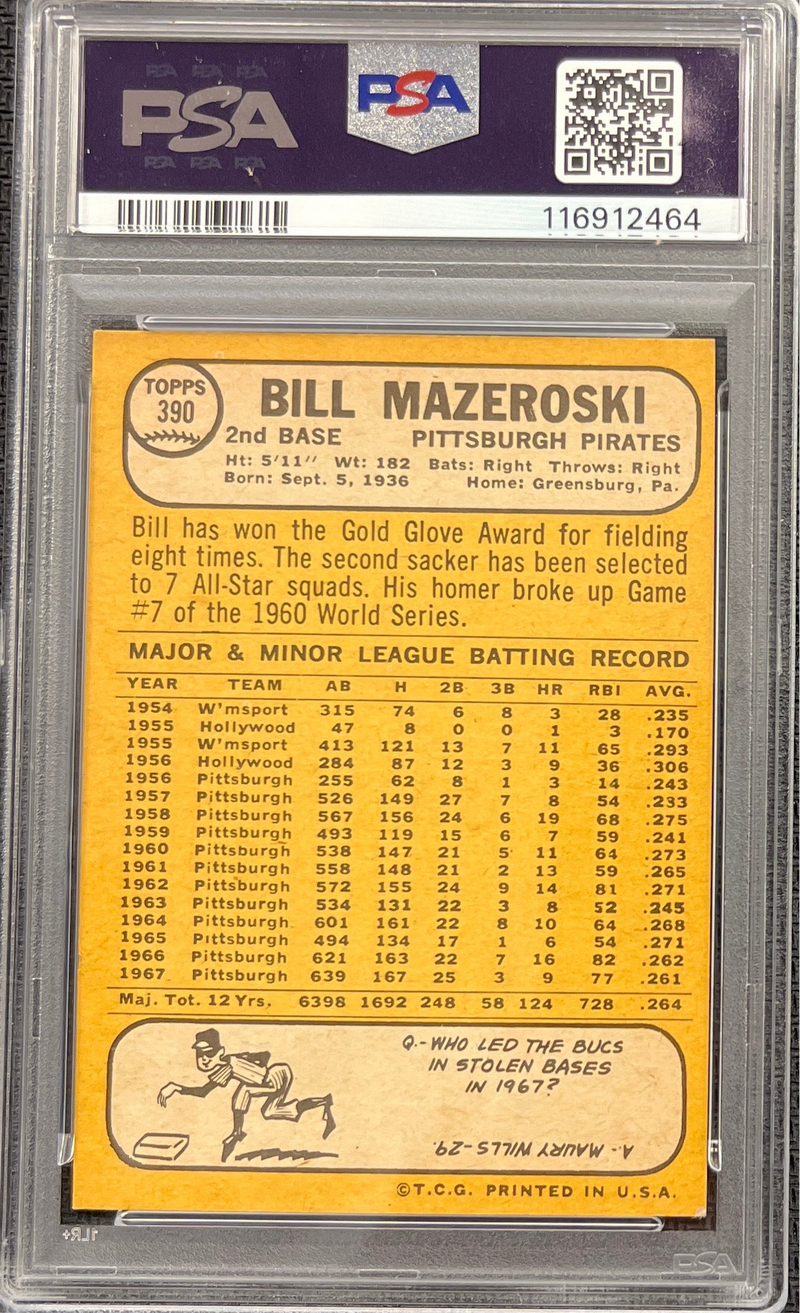 PSA PSA PSA
PSA
PSA PSA PSA
PSA
116912464
TOPPS
390
BILL MAZEROSKI
2nd BASE PITTSBURGH PIRATES
Ht: 5'11″ Wt: 182 Bats: Right Throws: Right
Born: Sept. 5, 1936 Home: Greensburg, Pa.
Bill has won the Gold Glove Award for fielding
eight times. The second sacker has been selected
to 7 All-Star squads. His homer broke up Game
#7 of the 1960 World Series.
MAJOR & MINOR LEAGUE BATTING RECORD
YEAR TEAM AB H 2B 3B HR RBI AVG.
1954 W'msport 315 74 6 8 3 28 .235
1955 Hollywood 47 8 0 0 1 3 .170
1955 W'msport 413 121 13 7 11 65 .293
1956 Hollywood 284 87 12 3 9 36 .306
1956 Pittsburgh 255 62 8 1 3 14 .243
1957 Pittsburgh 526 149 27 7 8 54 .233
1958 Pittsburgh 567 156 24 6 19 68 .275
1959 Pittsburgh 493 119 15 6 7 59 .241
1960 Pittsburgh 538 147 21 5 11 64 .273
1961 Pittsburgh 558 148 21 2 13 59 .265
1962 Pittsburgh 572 155 24 9 14 81 .271
1963 Pittsburgh 534 131 22 3 8 52 .245
1964 Pittsburgh 601 161 22 8 10 64 .268
1965 Pittsburgh 494 134 17 1 6 54 .271
1966 Pittsburgh 621 163 22 7 16 82 .262
1967 Pittsburgh 639 167 25 3 9 77 .261
Maj. Tot. 12 Yrs. 6398 1692 248 58 124 728 .264
Q.-WHO LED THE BUCS
IN STOLEN BASES
IN 1967?
A- MAURY WILLS-29.
©T.C.G. PRINTED IN U.S.A.
1LR+
PSA